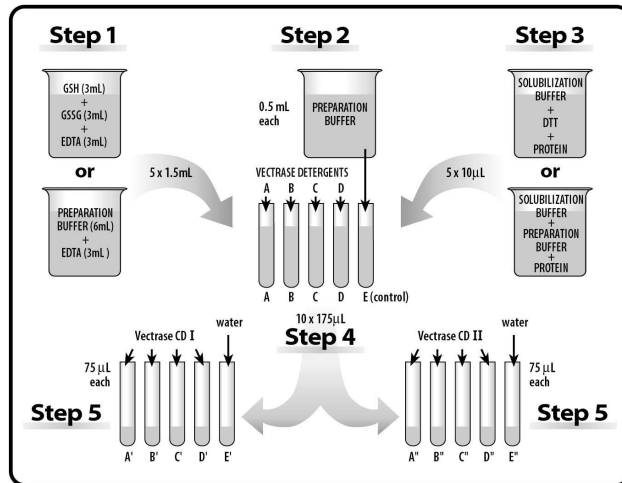 Step 1
GSH (3mL)
+
GSSG (3mL)
+
EDTA (3mL)
or
PREPARATION
BUFFER (6mL)
+
EDTA (3mL )
5 x 1.5mL
Step 2
0.5 mL
each
PREPARATION
BUFFER
VECTRASE DETERGENTS
A B C D
A B C D E (control)
Step 3
SOLUBILIZATION
BUFFER
+
DTT
+
PROTEIN
or
SOLUBILIZATION
BUFFER
+
PREPARATION
BUFFER
+
PROTEIN
5 x 10μL
10 x 175μL
Step 4
Vectrase CD I
water
75 μL
each
Step 5
A' B' C' D' E'
Vectrase CD II
water
75 μL
each
Step 5
A" B" C" D" E"